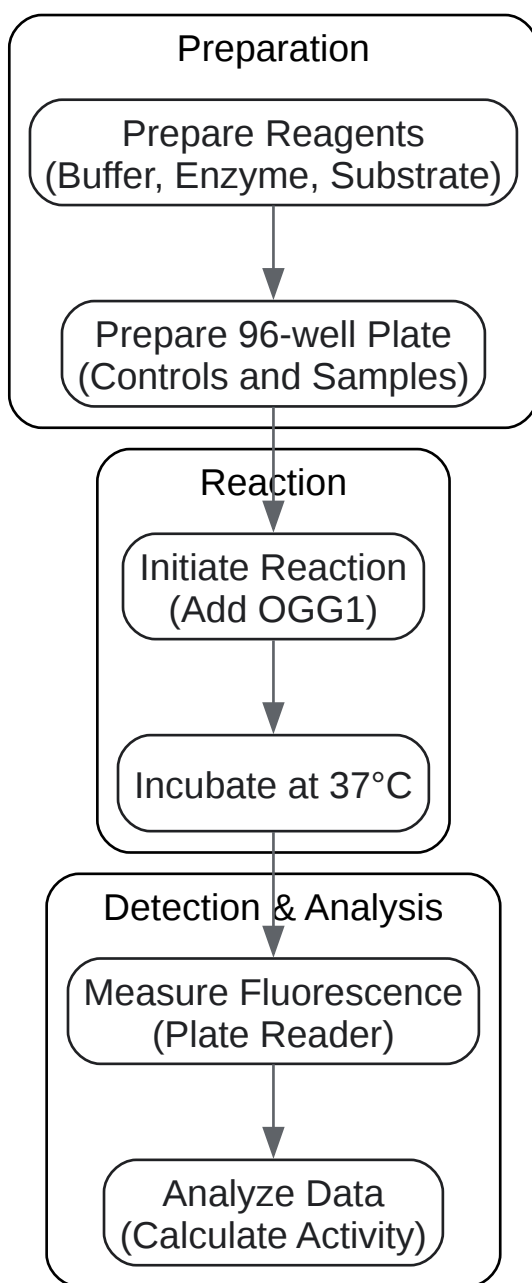 Preparation
Prepare Reagents
(Buffer, Enzyme, Substrate)
Prepare 96-well Plate
(Controls and Samples)
Reaction
Initiate Reaction
(Add OGG1)
Incubate at 37°C
Detection & Analysis
Measure Fluorescence
(Plate Reader)
Analyze Data
(Calculate Activity)